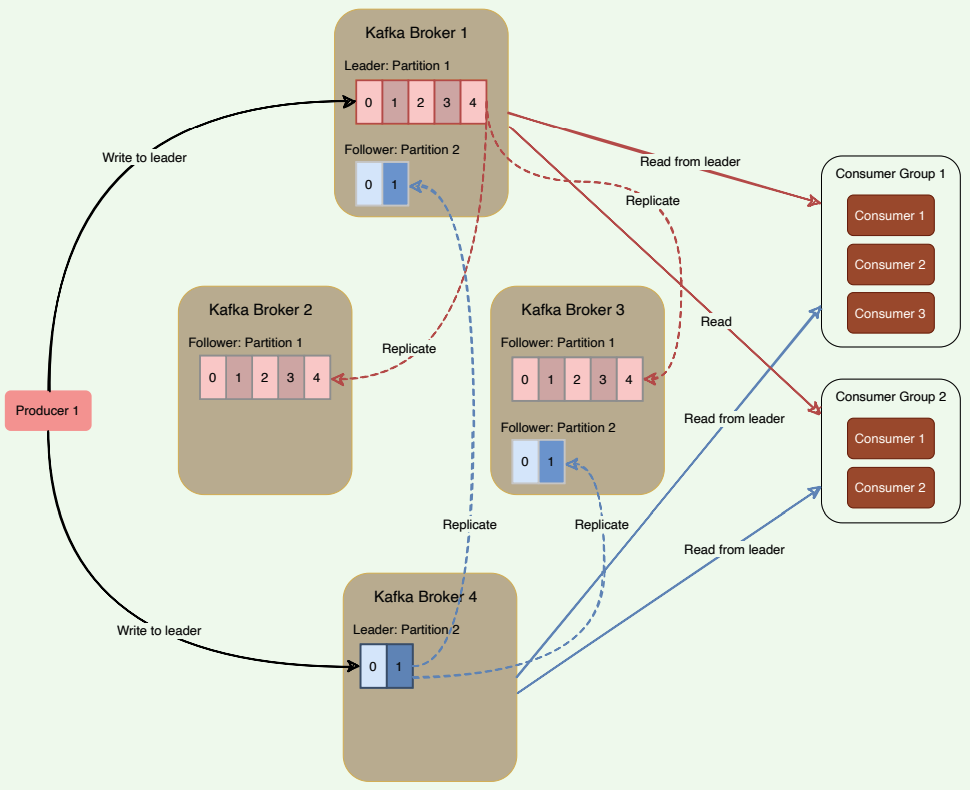 Kafka Broker 1
Leader: Partition 1
0 1 2 3 4
Follower: Partition 2
0 1
Write to leader
Read from leader
Replicate
Consumer Group 1
Consumer 1
Consumer 2
Consumer 3
Kafka Broker 2
Follower: Partition 1
0 1 2 3 4
Replicate
Kafka Broker 3
Follower: Partition 1
0 1 2 3 4
Follower: Partition 2
0 1
Read
Producer 1
Read from leader
Consumer Group 2
Consumer 1
Consumer 2
Replicate
Replicate
Read from leader
Kafka Broker 4
Leader: Partition 2
0 1
Write to leader